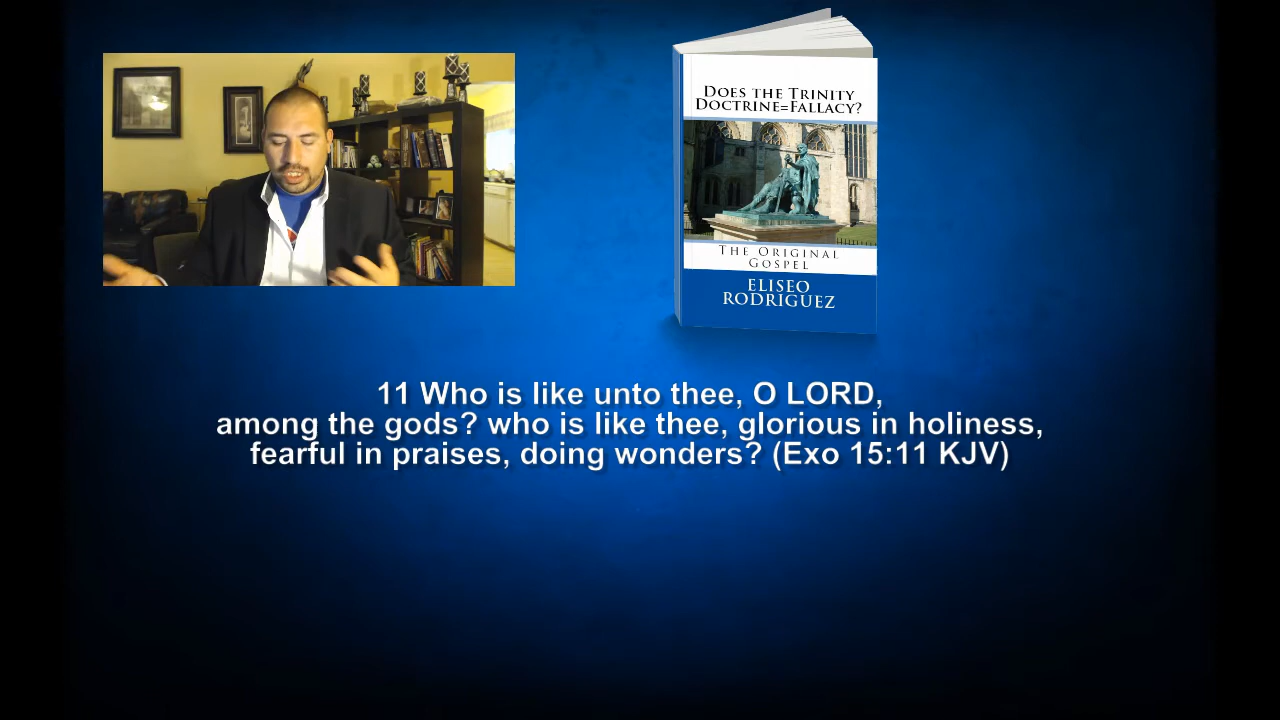 Does the Trinity
Doctrine=Fallacy?
The Original
Gospel
Eliseo
Rodriguez
11 Who is like unto thee, O LORD,
among the gods? who is like thee, glorious in holiness,
fearful in praises, doing wonders? (Exo 15:11 KJV)